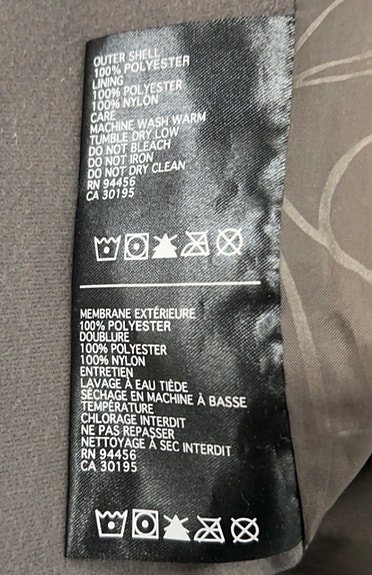 OUTER SHELL
100% POLYESTER
LINING
100% POLYESTER
100% NYLON
CARE
MACHINE WASH WARM
TUMBLE DRY LOW
DO NOT BLEACH
DO NOT IRON
DO NOT DRY CLEAN
RN 94456
CA 30195
MEMBRANE EXTÉRIEURE
100% POLYESTER
DOUBLURE
100% POLYESTER
100% NYLON
ENTRETIEN
LAVAGE À EAU TIÈDE
SÉCHAGE EN MACHINE À BASSE
TEMPÉRATURE
CHLORAGE INTERDIT
NE PAS REPASSER
NETTOYAGE À SEC INTERDIT
RN 94456
CA 30195